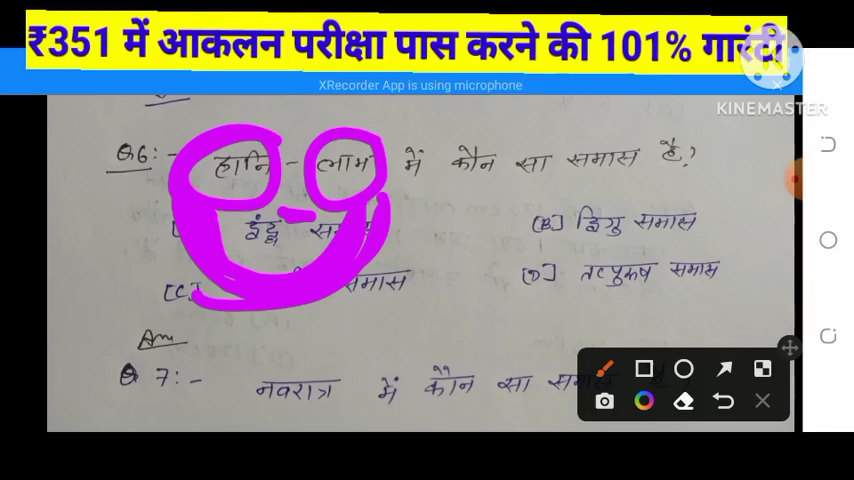 ₹351 में आकलन परीक्षा पास करने की 101% गारंटी
XRecorder App is using microphone
KINEMASTER
Q6:- हानि - लाभ में कौन सा समास है?
द्वंद्व [B] द्विगु समास
[C] समास [D] तत्पुरुष समास
Ans
Q 7:- नवरात्र में कौन सा